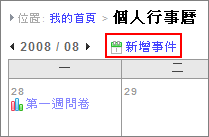 位置: 我的首頁 > 個人行事曆
2008 / 08 新增事件
一 二
28 29
第一週問卷